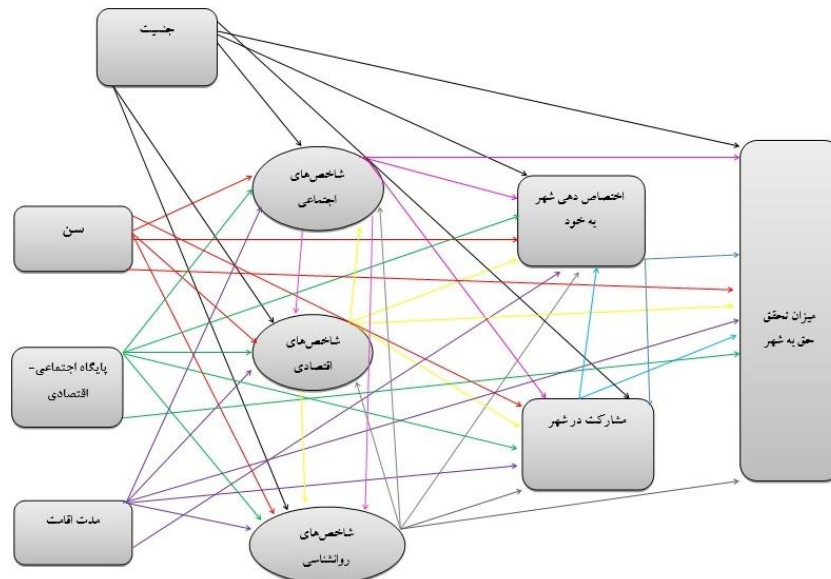 جنسیت
شاخص‌های
اجتماعی
اختصاص دهی شهر
به خود
سن
میزان تحقق
حق به شهر
شاخص‌های
اقتصادی
پایگاه اجتماعی-
اقتصادی
مشارکت در شهر
مدت اقامت
شاخص‌های
روانشناسی